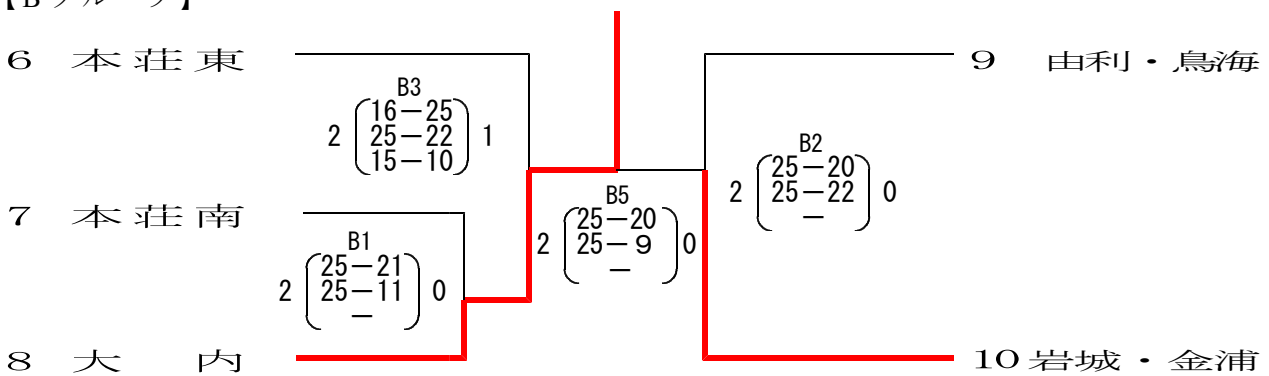 【Bグループ】
6 本荘東
9 由利・鳥海
B3
16－25
2 25－22 1
15－10
B2
25－20
2 25－22 0
－
7 本荘南
B5
25－20
2 25－9 0
－
B1
25－21
2 25－11 0
－
8 大 内
10 岩城・金浦